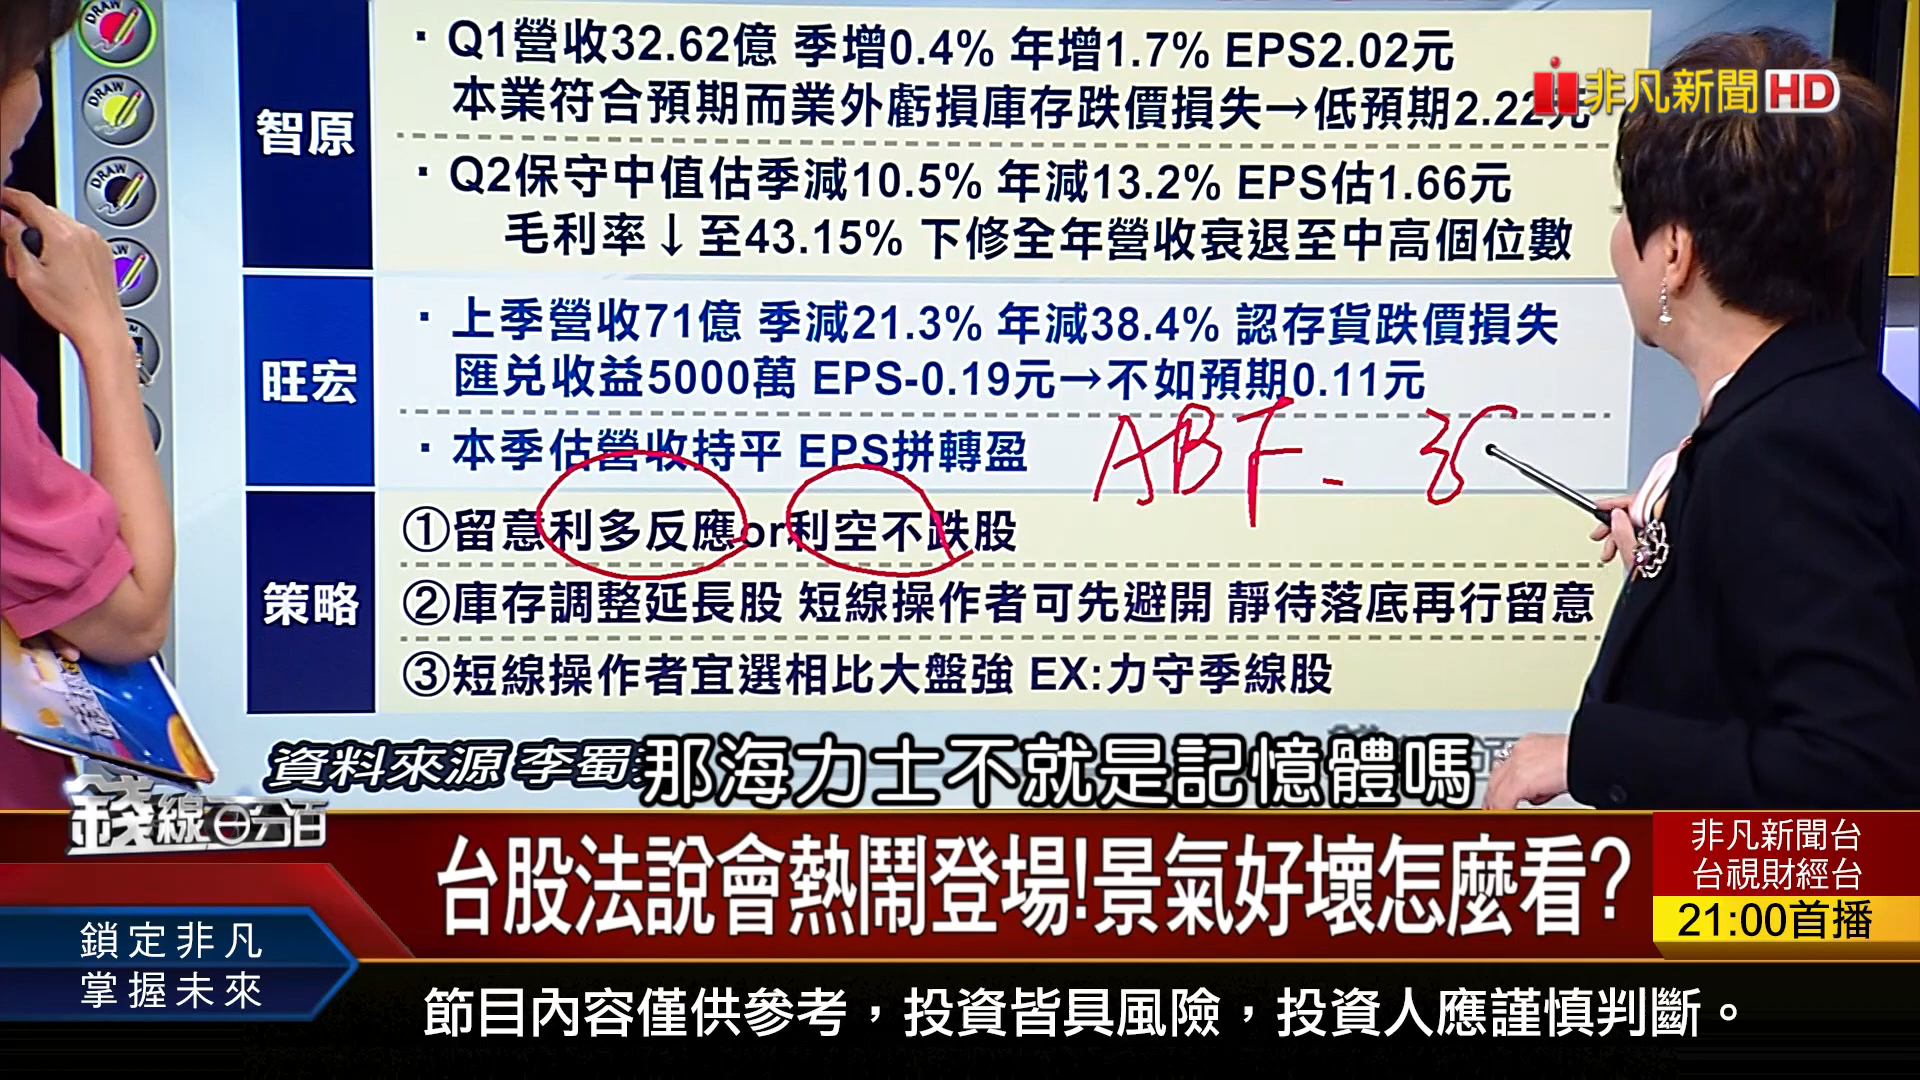 智原
・Q1營收32.62億 季增0.4% 年增1.7% EPS2.02元
本業符合預期而業外虧損庫存跌價損失→低預期2.22元
・Q2保守中值估季減10.5% 年減13.2% EPS估1.66元
毛利率↓至43.15% 下修全年營收衰退至中高個位數
旺宏
・上季營收71億 季減21.3% 年減38.4% 認存貨跌價損失
匯兌收益5000萬 EPS-0.19元→不如預期0.11元
・本季估營收持平 EPS拼轉盈
ABF-
策略
①留意利多反應or利空不跌股
②庫存調整延長股 短線操作者可先避開 靜待落底再行留意
③短線操作者宜選相比大盤強 EX:力守季線股
DRAW
DRAW
DRAW
非凡新聞HD
資料來源 李蜀
那海力士不就是記憶體嗎
錢線百分百
台股法說會熱鬧登場!景氣好壞怎麼看?
非凡新聞台
台視財經台
21:00首播
鎖定非凡
掌握未來
節目內容僅供參考，投資皆具風險，投資人應謹慎判斷。